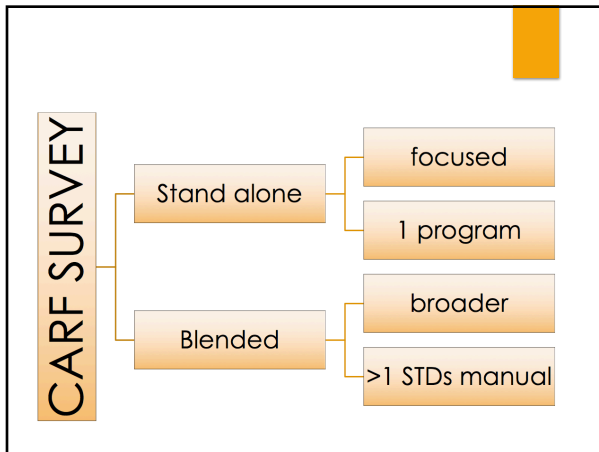 CARF SURVEY
Stand alone
focused
1 program
Blended
broader
>1 STDs manual